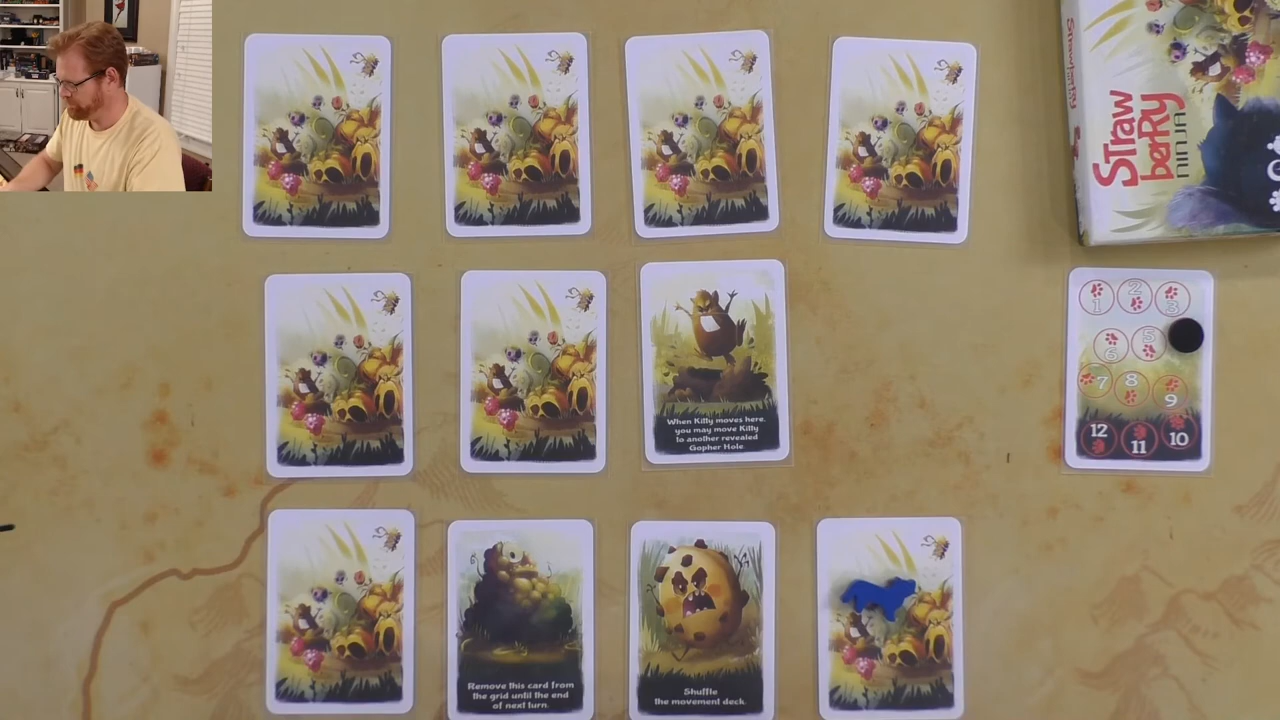 STRaw
beRRy
NINJA
Strawberry
1 2 3
6 5
7 8 9
12 11 10
When Kitty moves here,
you may move Kitty
to another revealed
Gopher Hole
Remove this card from
the grid until the end
of next turn.
Shuffle
the movement deck.